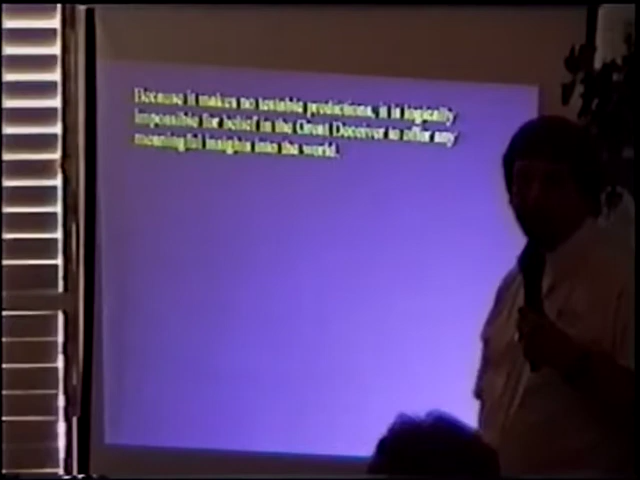 Because it makes no testable predictions, it is logically
impossible for belief in the Great Deceiver to offer any
meaningful insights into the world.